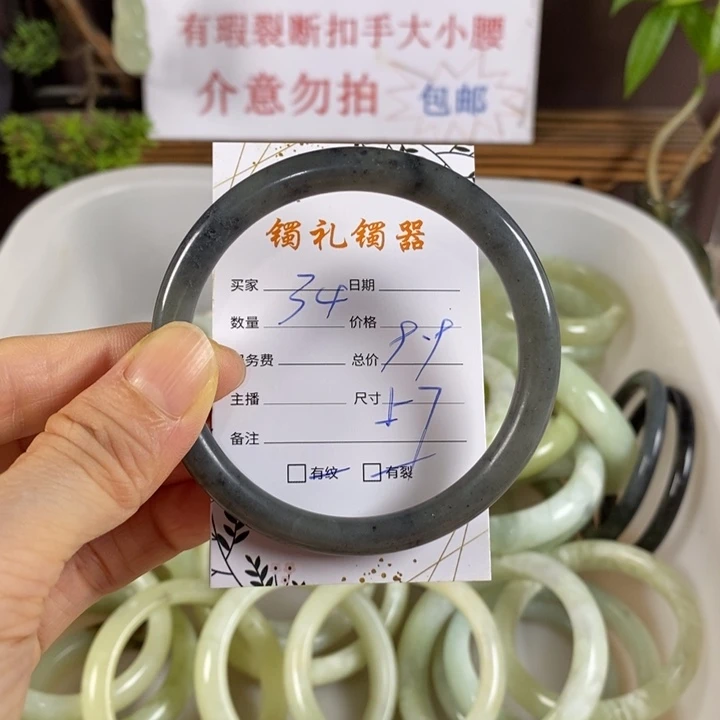 有瑕裂断扣手大小腰
介意勿拍 包邮
镯礼镯器
买家 34 日期
数量 价格
务费 总价 9.9
主播 尺寸 57
备注
有纹 有裂